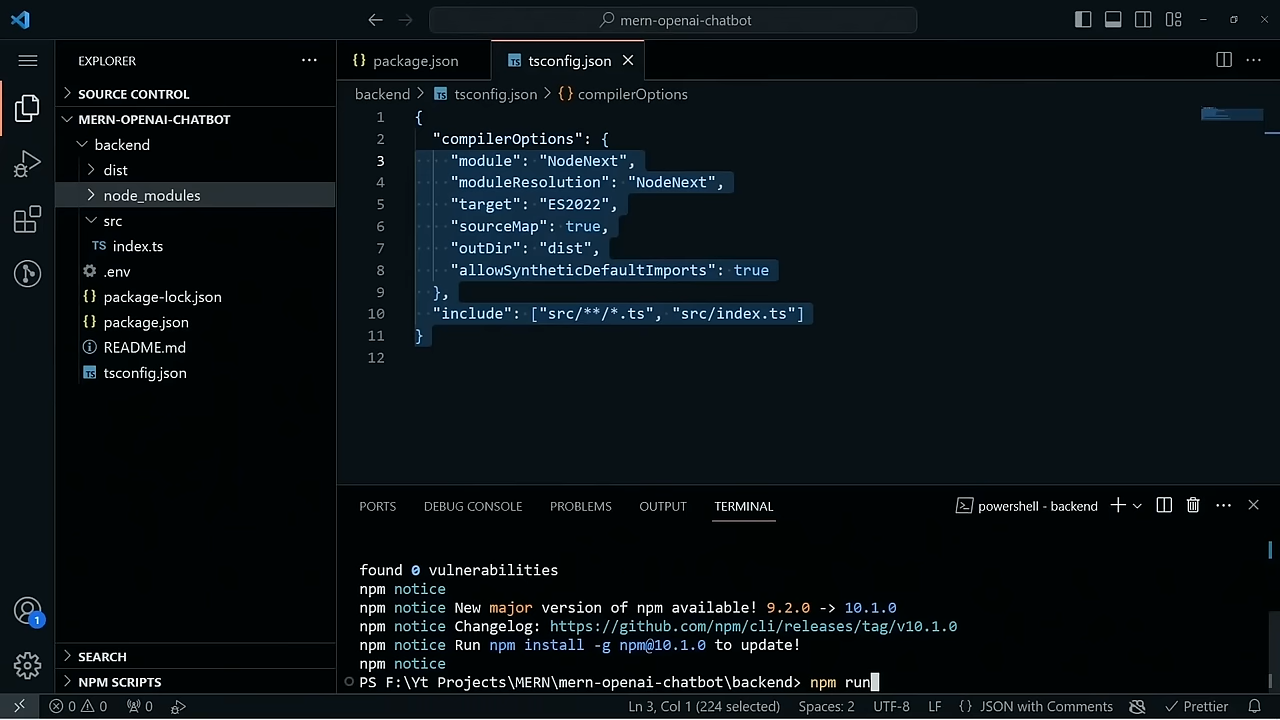 mern-openai-chatbot
EXPLORER
SOURCE CONTROL
MERN-OPENAI-CHATBOT
backend
dist
node_modules
src
TS index.ts
.env
{} package-lock.json
{} package.json
README.md
TS tsconfig.json
SEARCH
NPM SCRIPTS
1
{} package.json
TS tsconfig.json
backend > TS tsconfig.json > {} compilerOptions
1 {
2 "compilerOptions": {
3 "module": "NodeNext",
4 "moduleResolution": "NodeNext",
5 "target": "ES2022",
6 "sourceMap": true,
7 "outDir": "dist",
8 "allowSyntheticDefaultImports": true
9 },
10 "include": ["src/**/*.ts", "src/index.ts"]
11 }
12
PORTS DEBUG CONSOLE PROBLEMS OUTPUT TERMINAL powershell - backend
found 0 vulnerabilities
npm notice
npm notice New major version of npm available! 9.2.0 -> 10.1.0
npm notice Changelog: https://github.com/npm/cli/releases/tag/v10.1.0
npm notice Run npm install -g npm@10.1.0 to update!
npm notice
PS F:\Yt Projects\MERN\mern-openai-chatbot\backend> npm run
0 0 0 Ln 3, Col 1 (224 selected) Spaces: 2 UTF-8 LF {} JSON with Comments Prettier